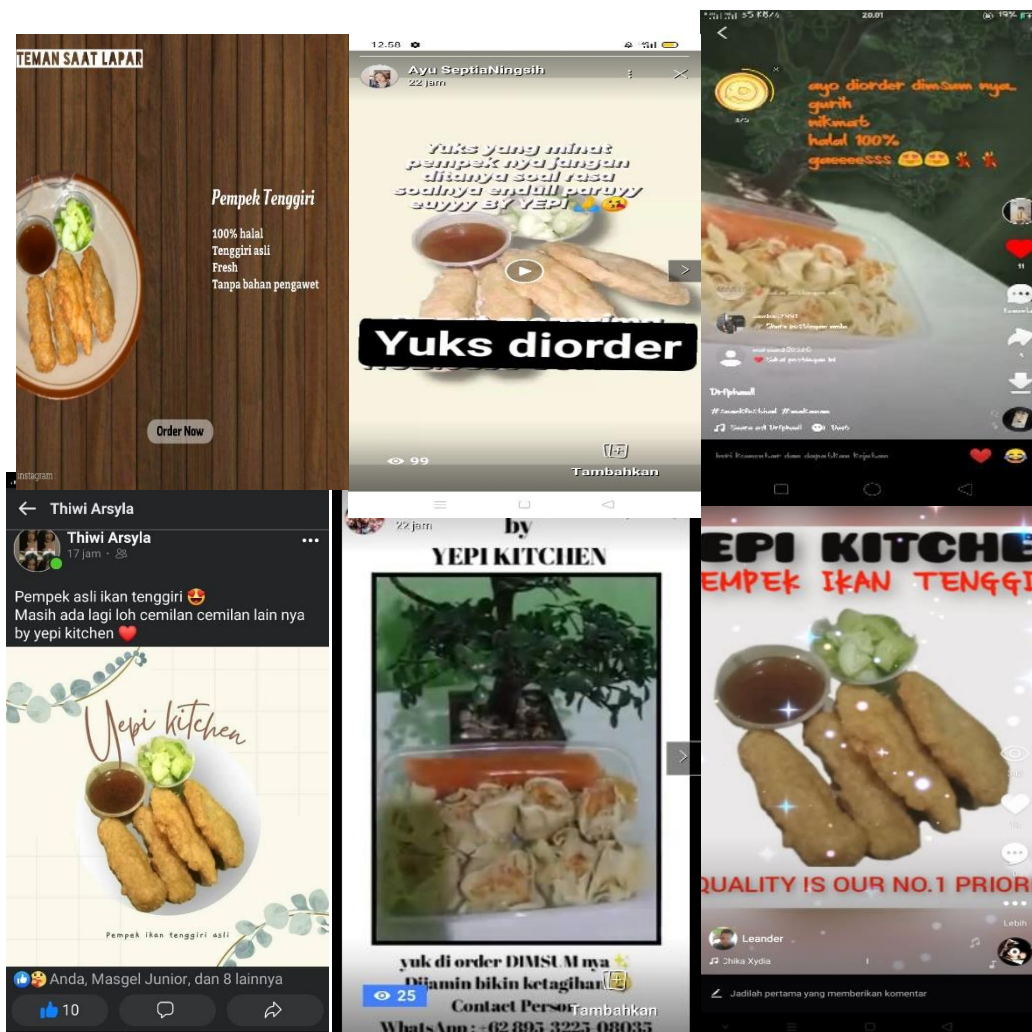 TEMAN SAAT LAPAR
Pempek Tenggiri
100% halal
Tenggiri asli
Fresh
Tanpa bahan pengawet
Order Now
instagram
12.58
Ayu SeptiaNingsih
22 jam
Yuks yang minat
pempek nya jangan
ditanya soal rasa
soalnya endull paruyy
euyyy BY YEPI 👍😘
Yuks diorder
99
Tambahkan
20.01
19%
ayo diorder dimsum nya..
gurih
nikmat
halal 100%
gaeeeesss 😍😍💃💃
11
Thiwi Arsyla
Thiwi Arsyla
17 jam
Pempek asli ikan tenggiri 🤩
Masih ada lagi loh cemilan cemilan lain nya
by yepi kitchen ❤️
Yepi kitchen
Pempek ikan tenggiri asli
Anda, Masgel Junior, dan 8 lainnya
10
22 jam
by
YEPI KITCHEN
yuk di order DIMSUM nya ✨
Dijamin bikin ketagihan
25
Contact Person
Tambahkan
WhatsApp : +62 895-3225-08035
EPI KITCHE
EMPEK IKAN TENGGI
QUALITY IS OUR NO.1 PRIOR
Lebih
Leander
Chika Xydia
Jadilah pertama yang memberikan komentar